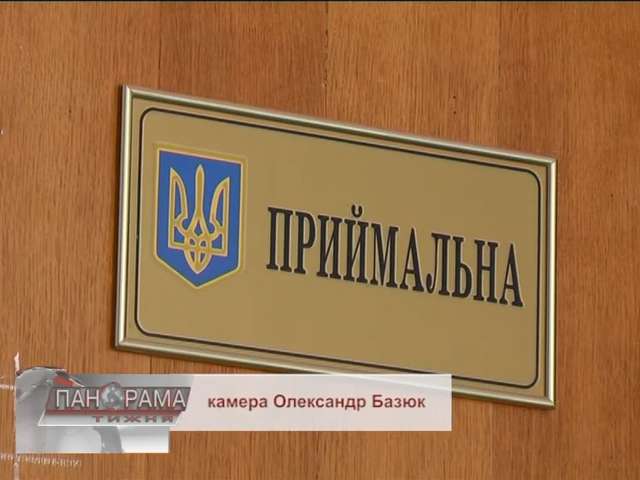 ПРИЙМАЛЬНА
ПАНОРАМА
ТИЖНЯ
камера Олександр Базюк